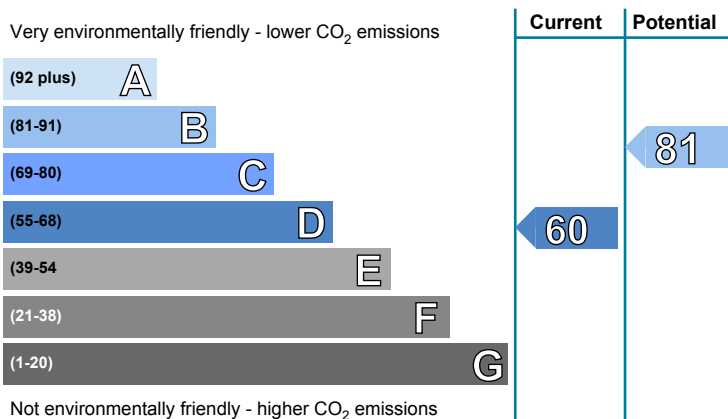 Current Potential
Very environmentally friendly - lower CO2 emissions
(92 plus) A
(81-91) B
81
(69-80) C
(55-68) D
60
(39-54 E
(21-38) F
(1-20) G
Not environmentally friendly - higher CO2 emissions